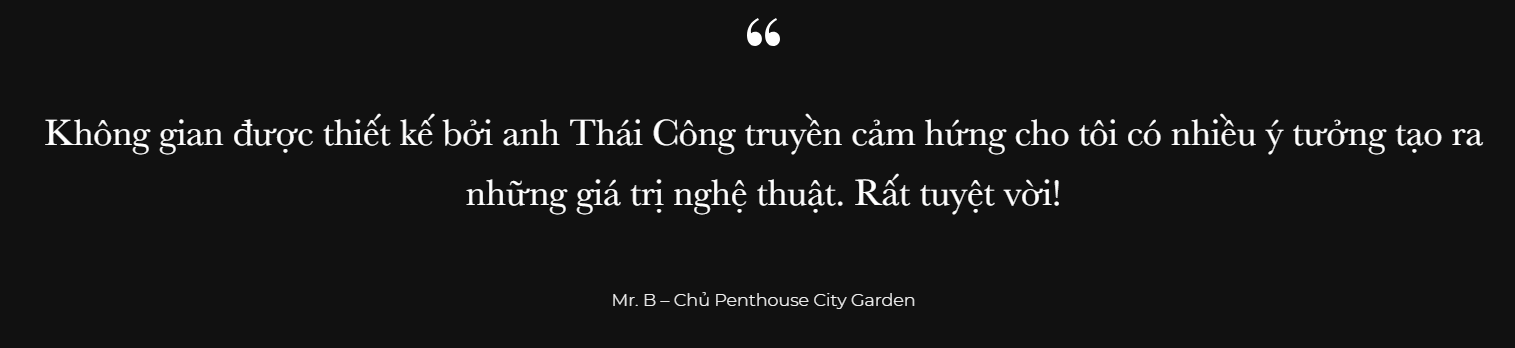 “
Không gian được thiết kế bởi anh Thái Công truyền cảm hứng cho tôi có nhiều ý tưởng tạo ra
những giá trị nghệ thuật. Rất tuyệt vời!
Mr. B – Chủ Penthouse City Garden